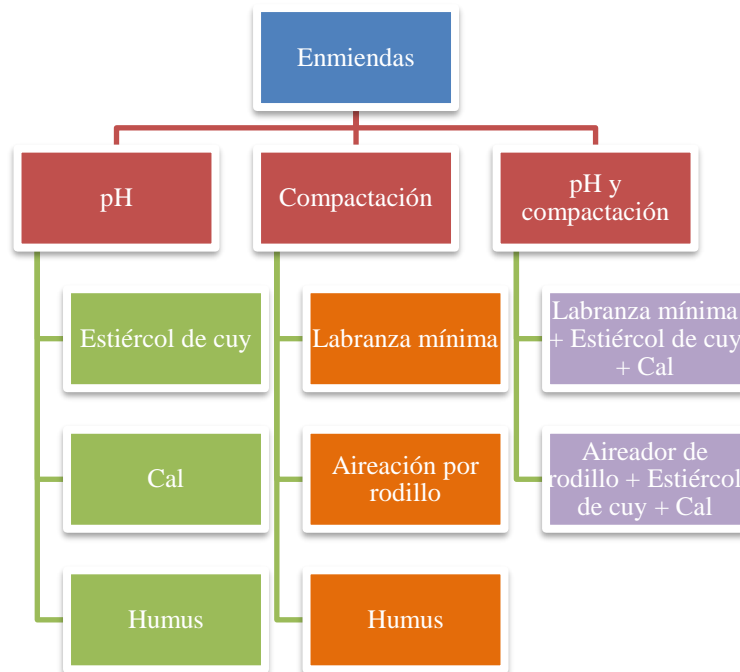 Enmiendas
pH
Compactación
pH y
compactación
Estiércol de cuy
Labranza mínima
Labranza mínima
+ Estiércol de cuy
+ Cal
Cal
Aireación por
rodillo
Aireador de
rodillo + Estiércol
de cuy + Cal
Humus
Humus